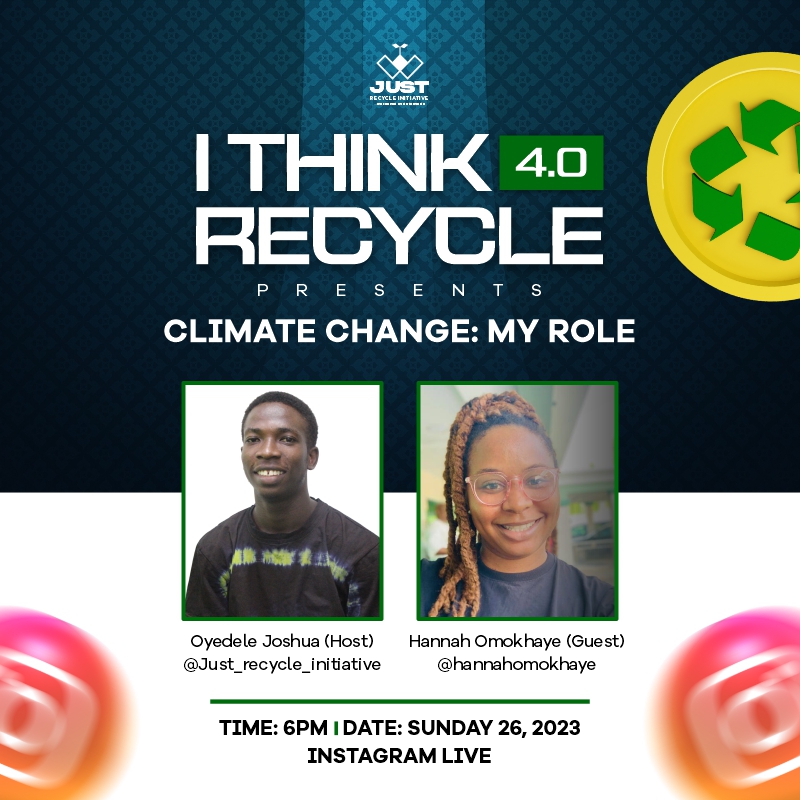 JUST
RECYCLE INITIATIVE
I THINK 4.0
RECYCLE
PRESENTS
CLIMATE CHANGE: MY ROLE
Oyedele Joshua (Host)
@Just_recycle_initiative
Hannah Omokhaye (Guest)
@hannahomokhaye
TIME: 6PM I DATE: SUNDAY 26, 2023
INSTAGRAM LIVE